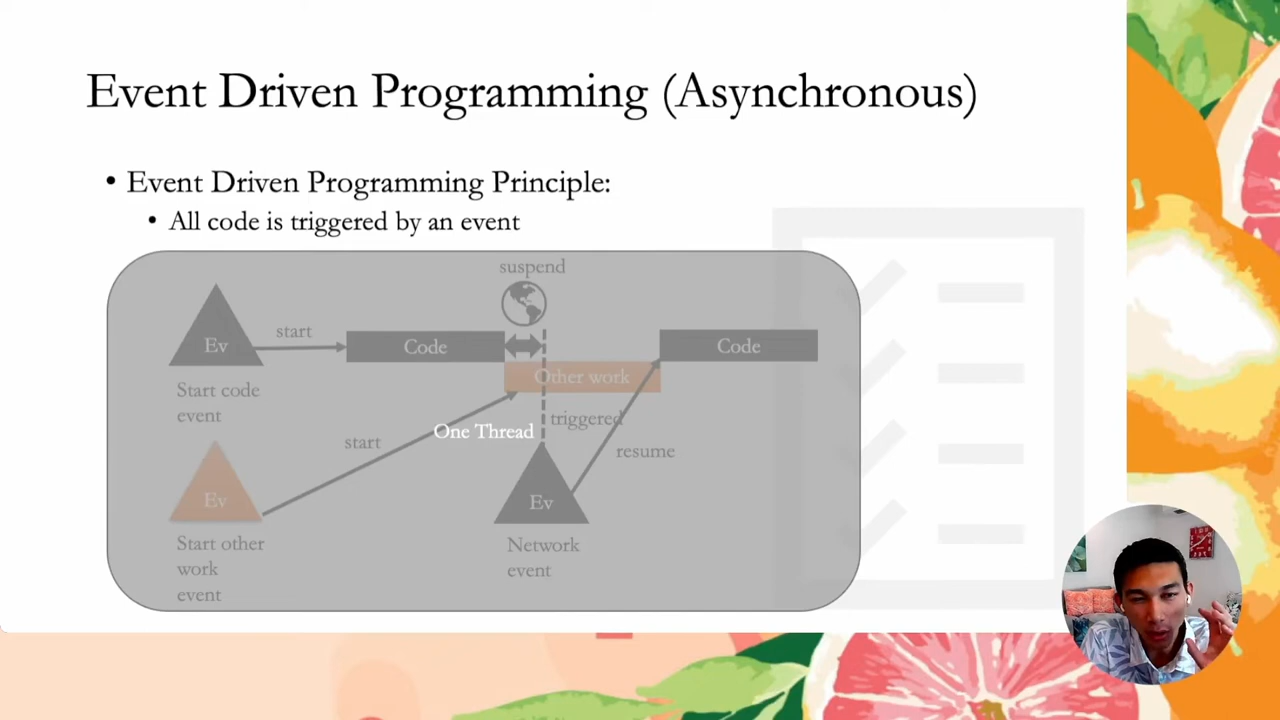 Event Driven Programming (Asynchronous)
• Event Driven Programming Principle:
• All code is triggered by an event
suspend
Ev
start
Code
Code
Other work
Start code
event
triggered
One Thread
start
resume
Ev
Ev
Start other
work
event
Network
event